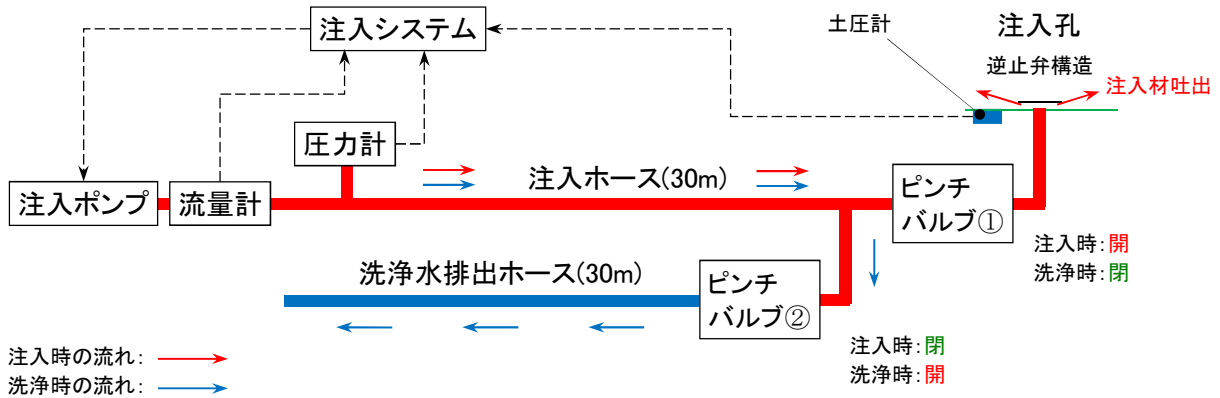 注入システム
土圧計
注入孔
逆止弁構造
注入材吐出
圧力計
注入ポンプ
流量計
注入ホース(30m)
ピンチ
バルブ①
注入時:開
洗浄時:閉
洗浄水排出ホース(30m)
ピンチ
バルブ②
注入時:閉
洗浄時:開
注入時の流れ:
洗浄時の流れ: